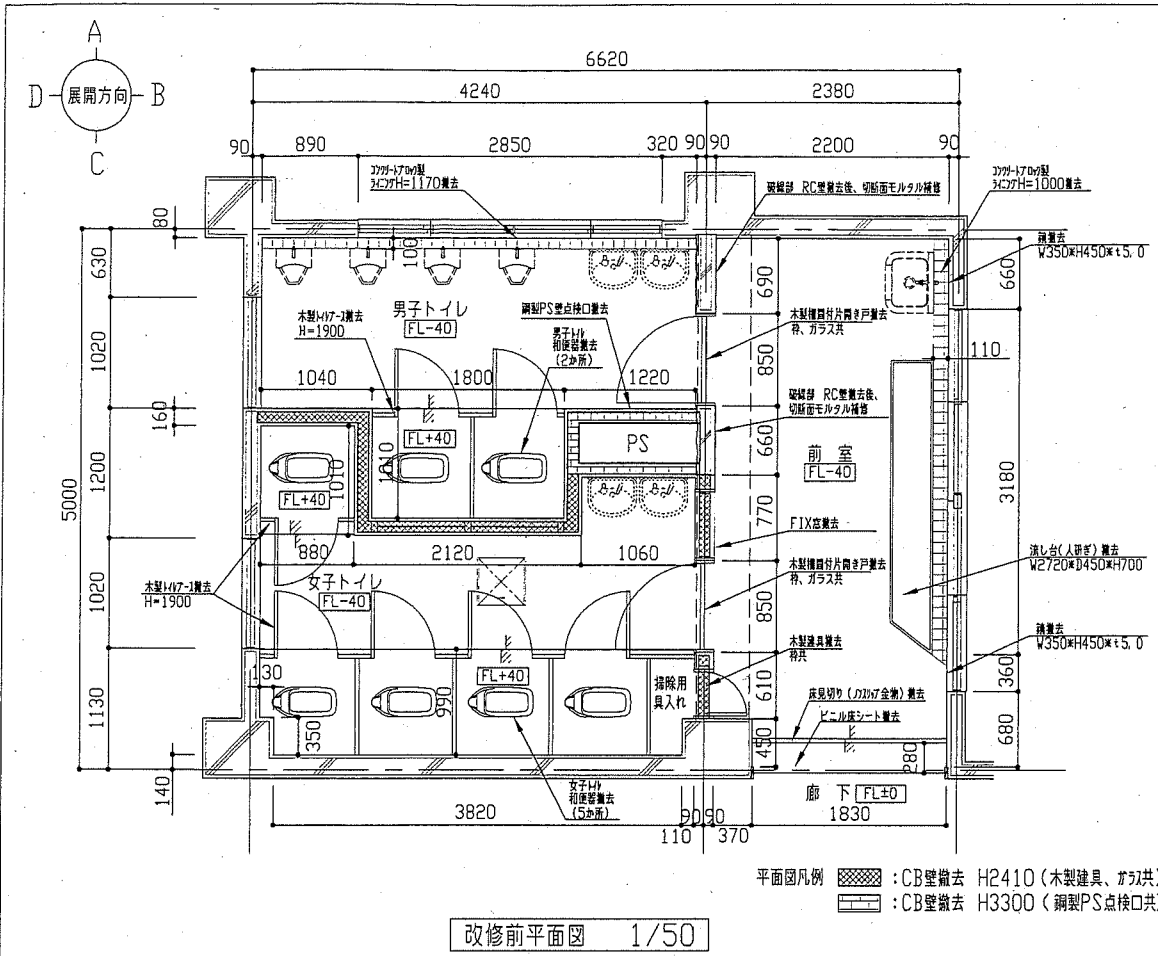 A
D 展開方向 B
C
6620
4240
2380
90
890
2850
320
90
90
2200
90
コンクリートブロック製
ライニングH=1170撤去
破線部 RC壁撤去後、切断面モルタル補修
コンクリートブロック製
ライニングH=1000撤去
鏡撤去
W350*H450*t5.0
80
630
1020
160
1200
1020
1130
140
5000
100
男子トイレ
FL-40
木製トイレブース撤去
H=1900
鋼製PS壁点検口撤去
男子トイレ
和便器撤去
(2か所)
1040
1800
1220
690
850
660
770
850
610
450
木製欄間付片開き戸撤去
枠、ガラス共
破線部 RC壁撤去後、
切断面モルタル補修
110
660
3180
360
680
FL+40
PS
前室
FL-40
1010
FL+40
FIX窓撤去
880
2120
1060
女子トイレ
FL-40
木製トイレブース撤去
H=1900
木製欄間付片開き戸撤去
枠、ガラス共
流し台(人研ぎ)撤去
W2720*D450*H700
木製建具撤去
枠共
鏡撤去
W350*H450*t5.0
130
350
990
FL+40
掃除用
具入れ
床見切り(ノンスリップ金物)撤去
ビニル床シート撤去
280
女子トイレ
和便器撤去
(5か所)
廊 下 FL±0
3820
110
90
90
370
1830
平面図凡例 :CB壁撤去 H2410(木製建具、ガラス共)
:CB壁撤去 H3300(鋼製PS点検口共)
改修前平面図 1/50